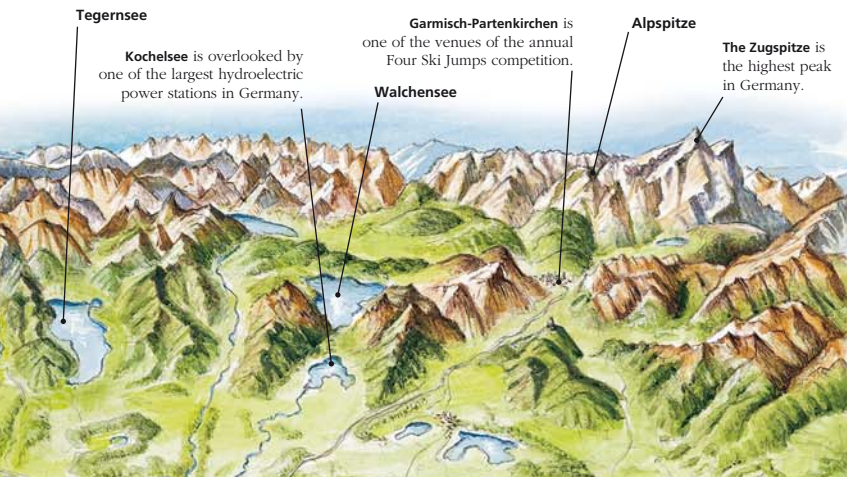 Tegernsee
Kochelsee is overlooked by
one of the largest hydroelectric
power stations in Germany.
Walchensee
Garmisch-Partenkirchen is
one of the venues of the annual
Four Ski Jumps competition.
Alpspitze
The Zugspitze is
the highest peak
in Germany.